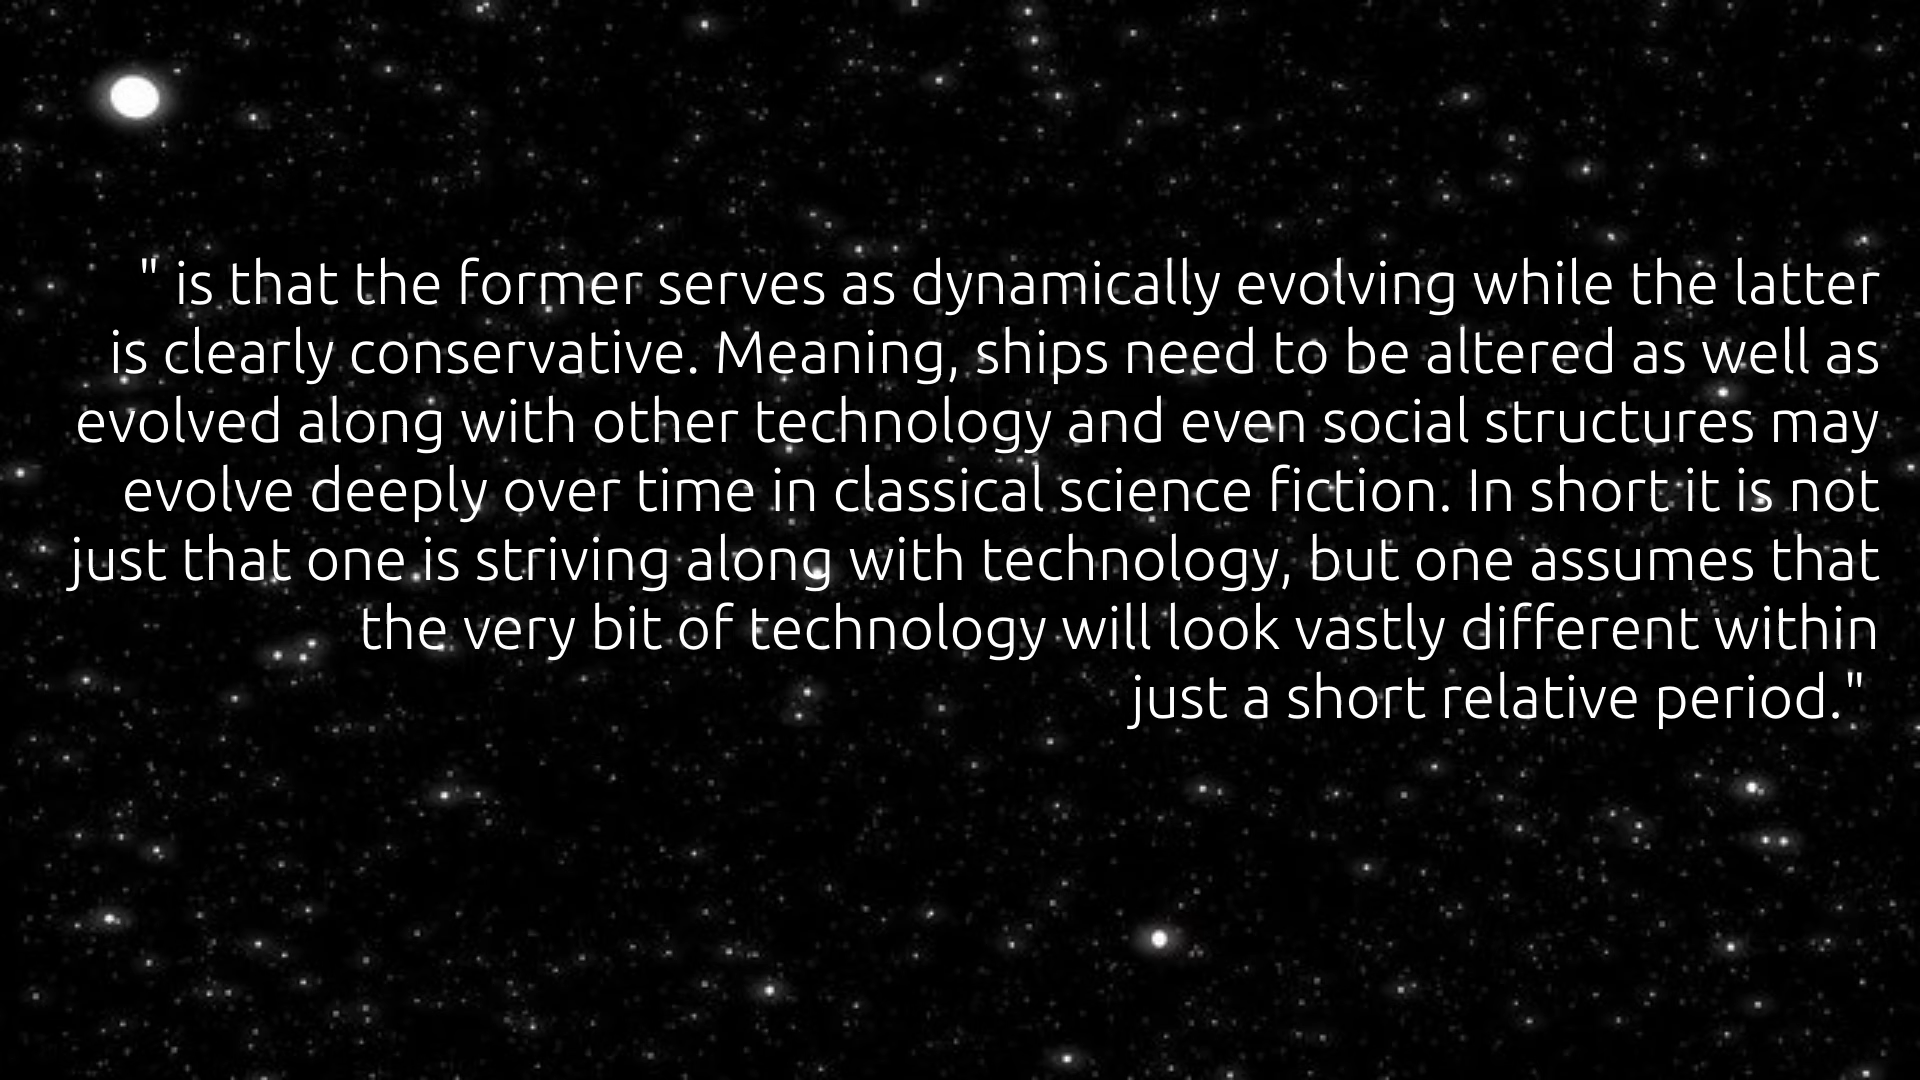 " is that the former serves as dynamically evolving while the latter
is clearly conservative. Meaning, ships need to be altered as well as
evolved along with other technology and even social structures may
evolve deeply over time in classical science fiction. In short it is not
just that one is striving along with technology, but one assumes that
the very bit of technology will look vastly different within
just a short relative period."